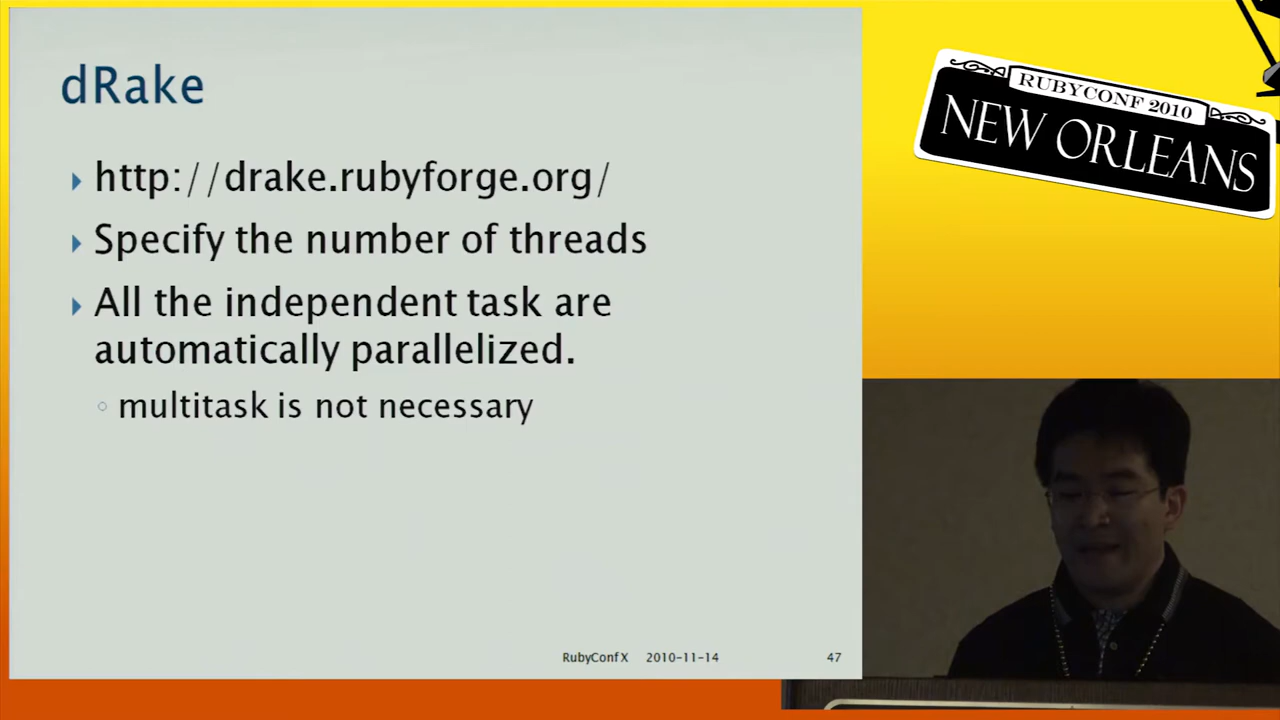 dRake
http://drake.rubyforge.org/
Specify the number of threads
All the independent task are
automatically parallelized.
multitask is not necessary
RubyConf X 2010-11-14 47
RUBYCONF 2010
NEW ORLEANS